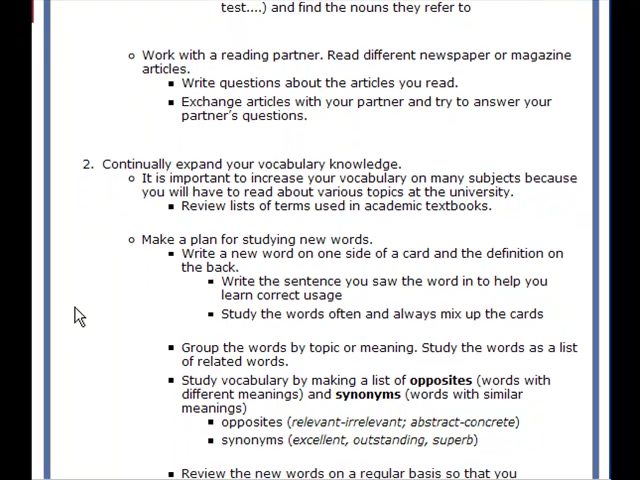 test....) and find the nouns they refer to
Work with a reading partner. Read different newspaper or magazine
articles.
Write questions about the articles you read.
Exchange articles with your partner and try to answer your
partner's questions.
2. Continually expand your vocabulary knowledge.
It is important to increase your vocabulary on many subjects because
you will have to read about various topics at the university.
Review lists of terms used in academic textbooks.
Make a plan for studying new words.
Write a new word on one side of a card and the definition on
the back.
Write the sentence you saw the word in to help you
learn correct usage
Study the words often and always mix up the cards
Group the words by topic or meaning. Study the words as a list
of related words.
Study vocabulary by making a list of opposites (words with
different meanings) and synonyms (words with similar
meanings)
opposites (relevant-irrelevant; abstract-concrete)
synonyms (excellent, outstanding, superb)
Review the new words on a regular basis so that you